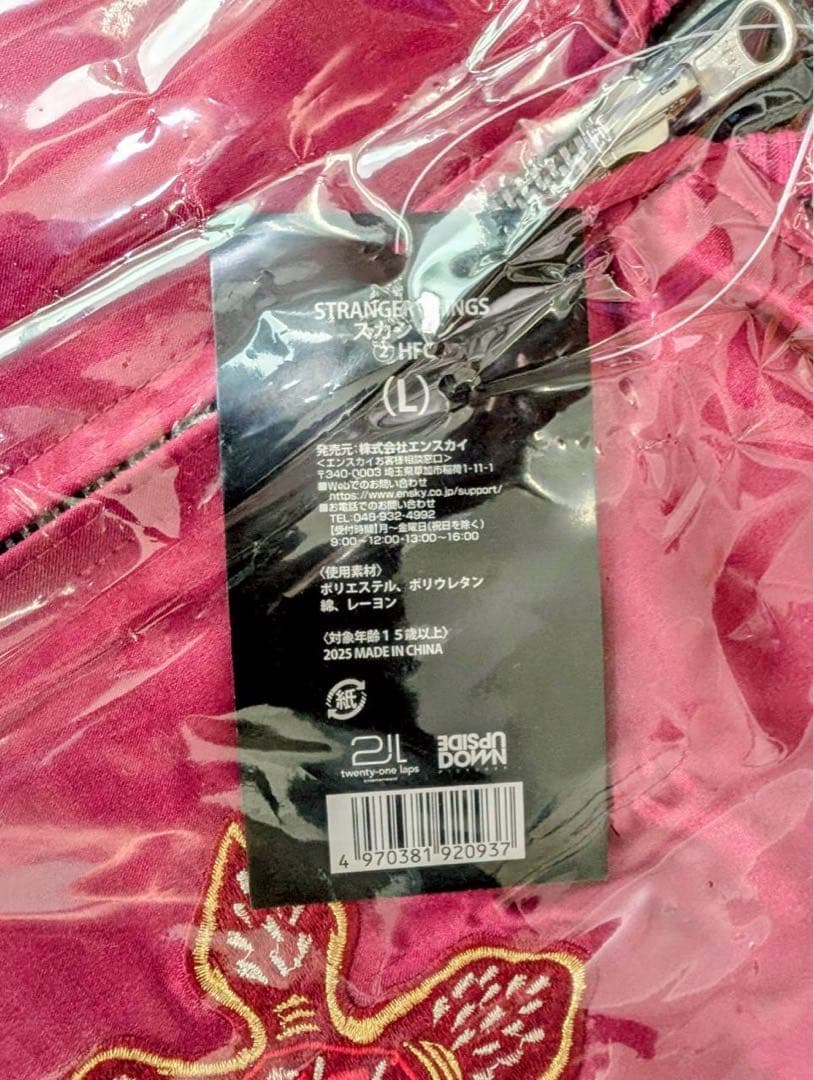 STRANGER THINGS
スカジャン
② HFC
(L)
発売元：株式会社エンスカイ
＜エンスカイお客様相談窓口＞
〒340-0003 埼玉県草加市稲荷1-11-1
■Webでのお問い合わせ
https://www.ensky.co.jp/support/
■お電話でのお問い合わせ
TEL:048-932-4992
【受付時間】月～金曜日(祝日を除く)
9:00～12:00・13:00～16:00
〈使用素材〉
ポリエステル、ポリウレタン
綿、レーヨン
〈対象年齢１５歳以上〉
2025 MADE IN CHINA
紙
21L
twenty-one laps
entertainment
UPSIDE
DOWN
PICTURES
4 970381 920937